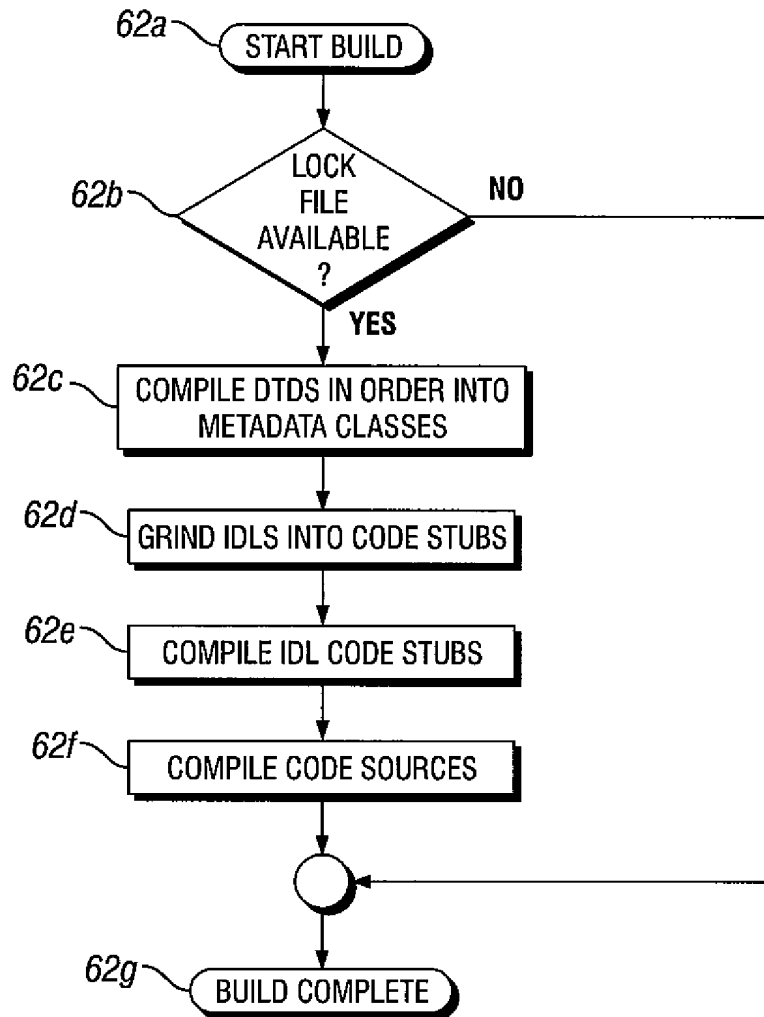 62a
START BUILD
62b
LOCK
FILE
AVAILABLE
?
NO
YES
62c
COMPILE DTDS IN ORDER INTO
METADATA CLASSES
62d
GRIND IDLS INTO CODE STUBS
62e
COMPILE IDL CODE STUBS
62f
COMPILE CODE SOURCES
62g
BUILD COMPLETE